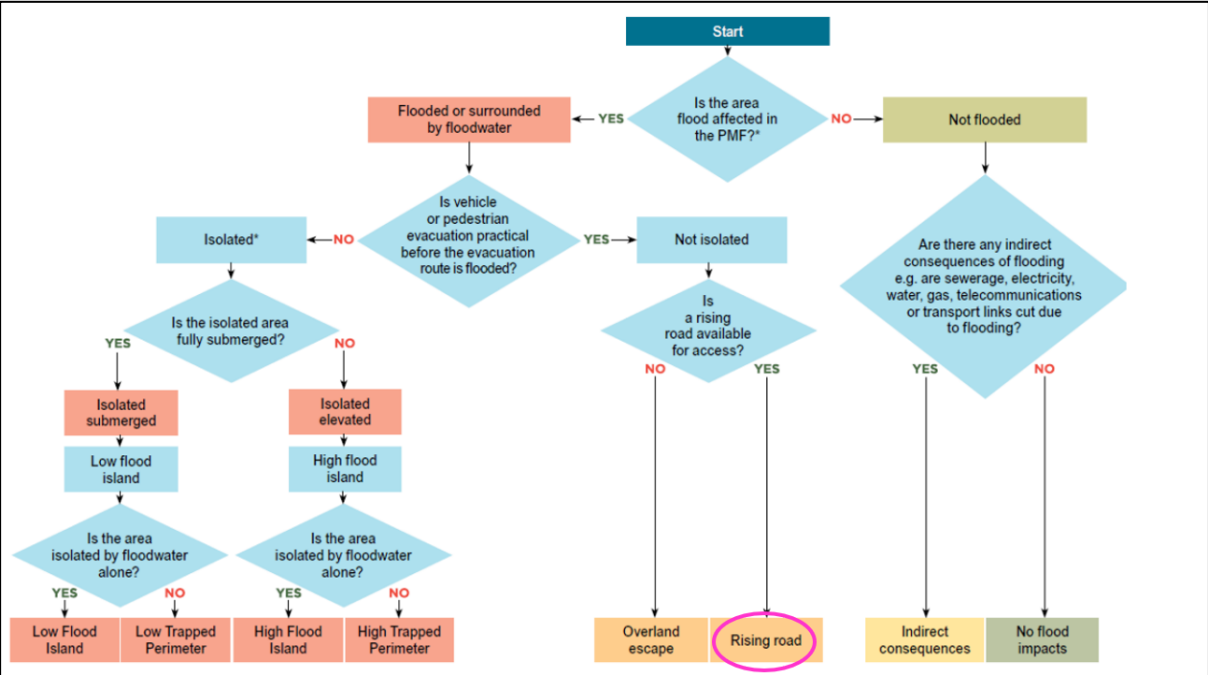 Start
Is the area
flood affected in
the PMF?*
YES
NO
Flooded or surrounded
by floodwater
Not flooded
Is vehicle
or pedestrian
evacuation practical
before the evacuation
route is flooded?
NO
YES
Isolated*
Not isolated
Are there any indirect
consequences of flooding
e.g. are sewerage, electricity,
water, gas, telecommunications
or transport links cut due
to flooding?
Is the isolated area
fully submerged?
YES
NO
Is
a rising
road available
for access?
NO
YES
YES
NO
Isolated
submerged
Isolated
elevated
Low flood
island
High flood
island
Is the area
isolated by floodwater
alone?
Is the area
isolated by floodwater
alone?
YES
NO
YES
NO
Low Flood
Island
Low Trapped
Perimeter
High Flood
Island
High Trapped
Perimeter
Overland
escape
Rising road
Indirect
consequences
No flood
impacts